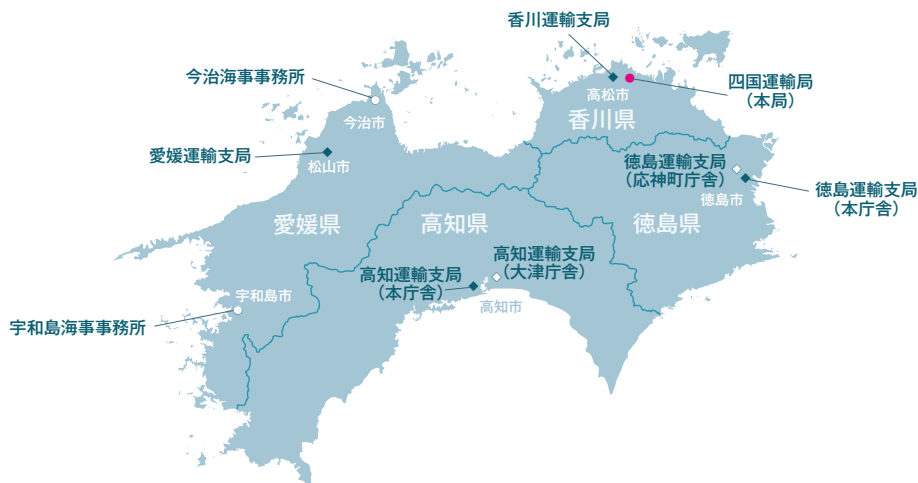 香川運輸支局
今治海事事務所
四国運輸局
（本局）
高松市
香川県
今治市
愛媛運輸支局
松山市
徳島運輸支局
（応神町庁舎）
徳島運輸支局
（本庁舎）
徳島市
愛媛県
高知県
徳島県
高知運輸支局
（大津庁舎）
高知運輸支局
（本庁舎）
宇和島市
高知市
宇和島海事事務所